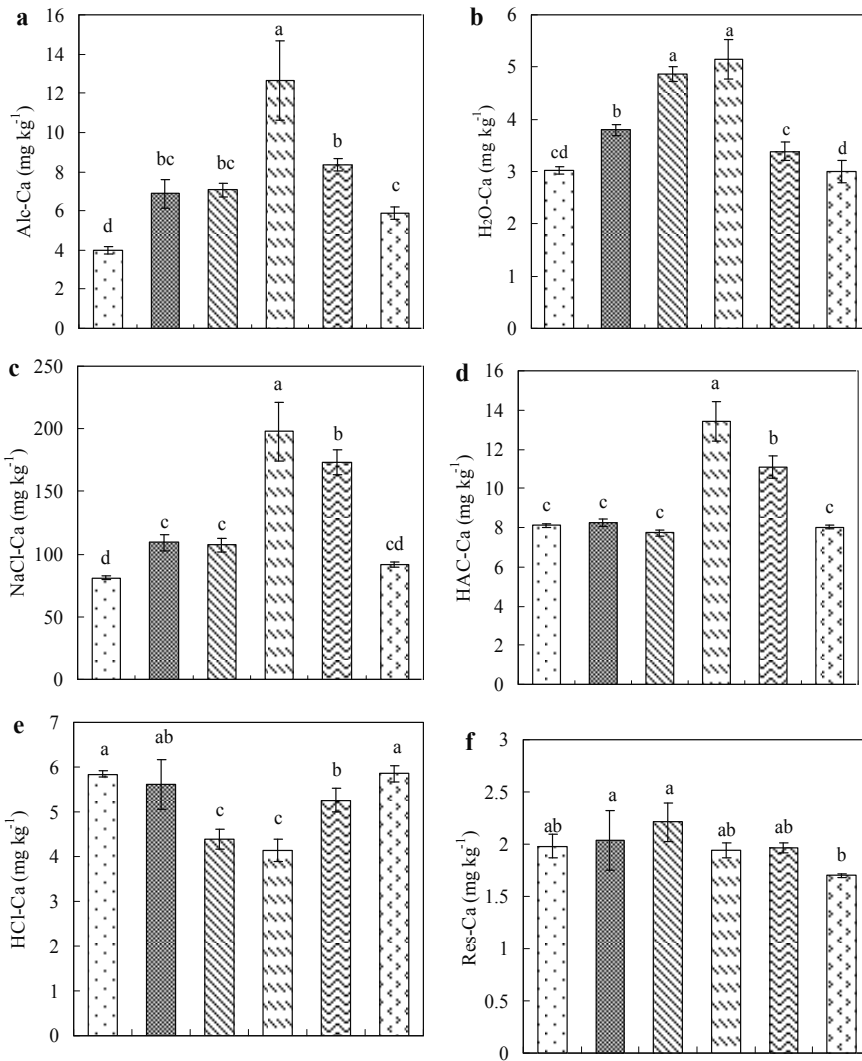 a
Alc-Ca (mg kg⁻¹)
16
14
12
10
8
6
4
2
0
d
bc
bc
a
b
c
b
H₂O-Ca (mg kg⁻¹)
6
5
4
3
2
1
0
cd
b
a
a
c
d
c
NaCl-Ca (mg kg⁻¹)
250
200
150
100
50
0
d
c
c
a
b
cd
d
HAC-Ca (mg kg⁻¹)
16
14
12
10
8
6
4
2
0
c
c
c
a
b
c
e
HCl-Ca (mg kg⁻¹)
7
6
5
4
3
2
1
0
a
ab
c
c
b
a
f
Res-Ca (mg kg⁻¹)
3
2.5
2
1.5
1
0.5
0
ab
a
a
ab
ab
b